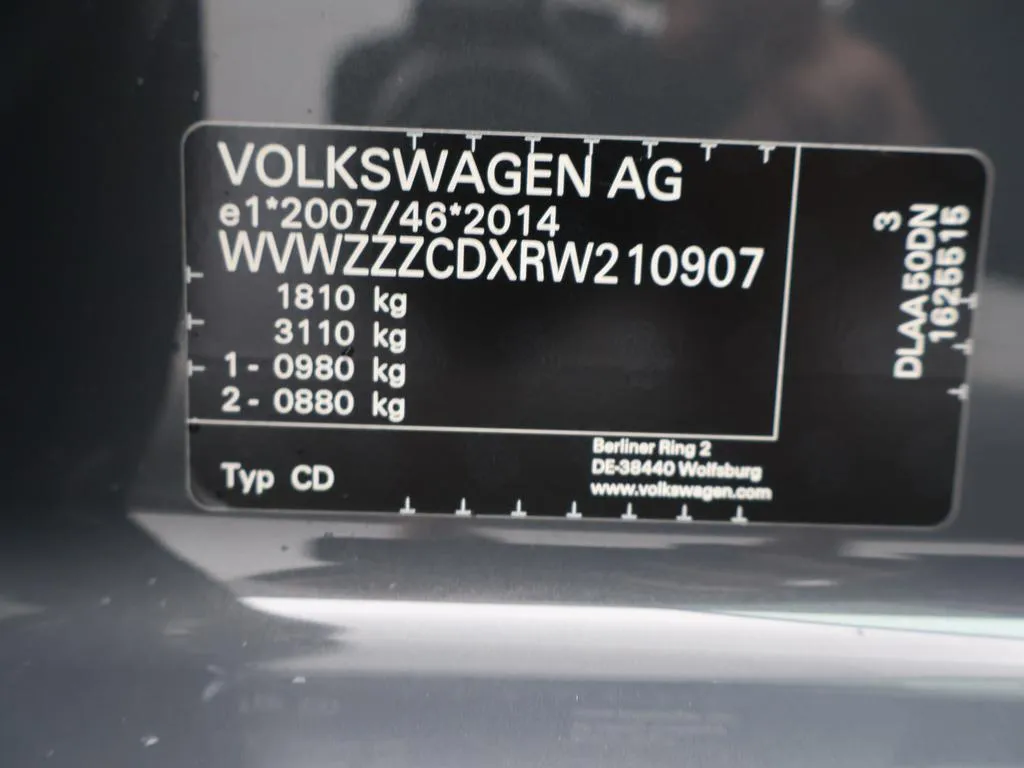 VOLKSWAGEN AG
e1*2007/46*2014
WVWZZZCDXRW210907
1810 kg
3110 kg
1- 0980 kg
2- 0880 kg
Typ CD
Berliner Ring 2
DE-38440 Wolfsburg
www.volkswagen.com
3
DLAA50DN
1625515